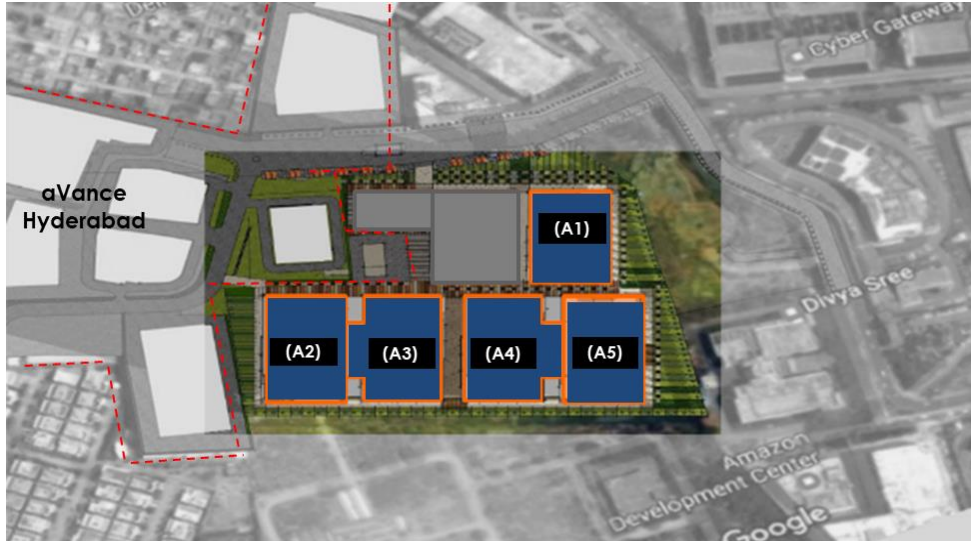 Cyber Gateway
aVance
Hyderabad
(A1)
Divya Sree
(A2)
(A3)
(A4)
(A5)
Amazon
Development Center
Google